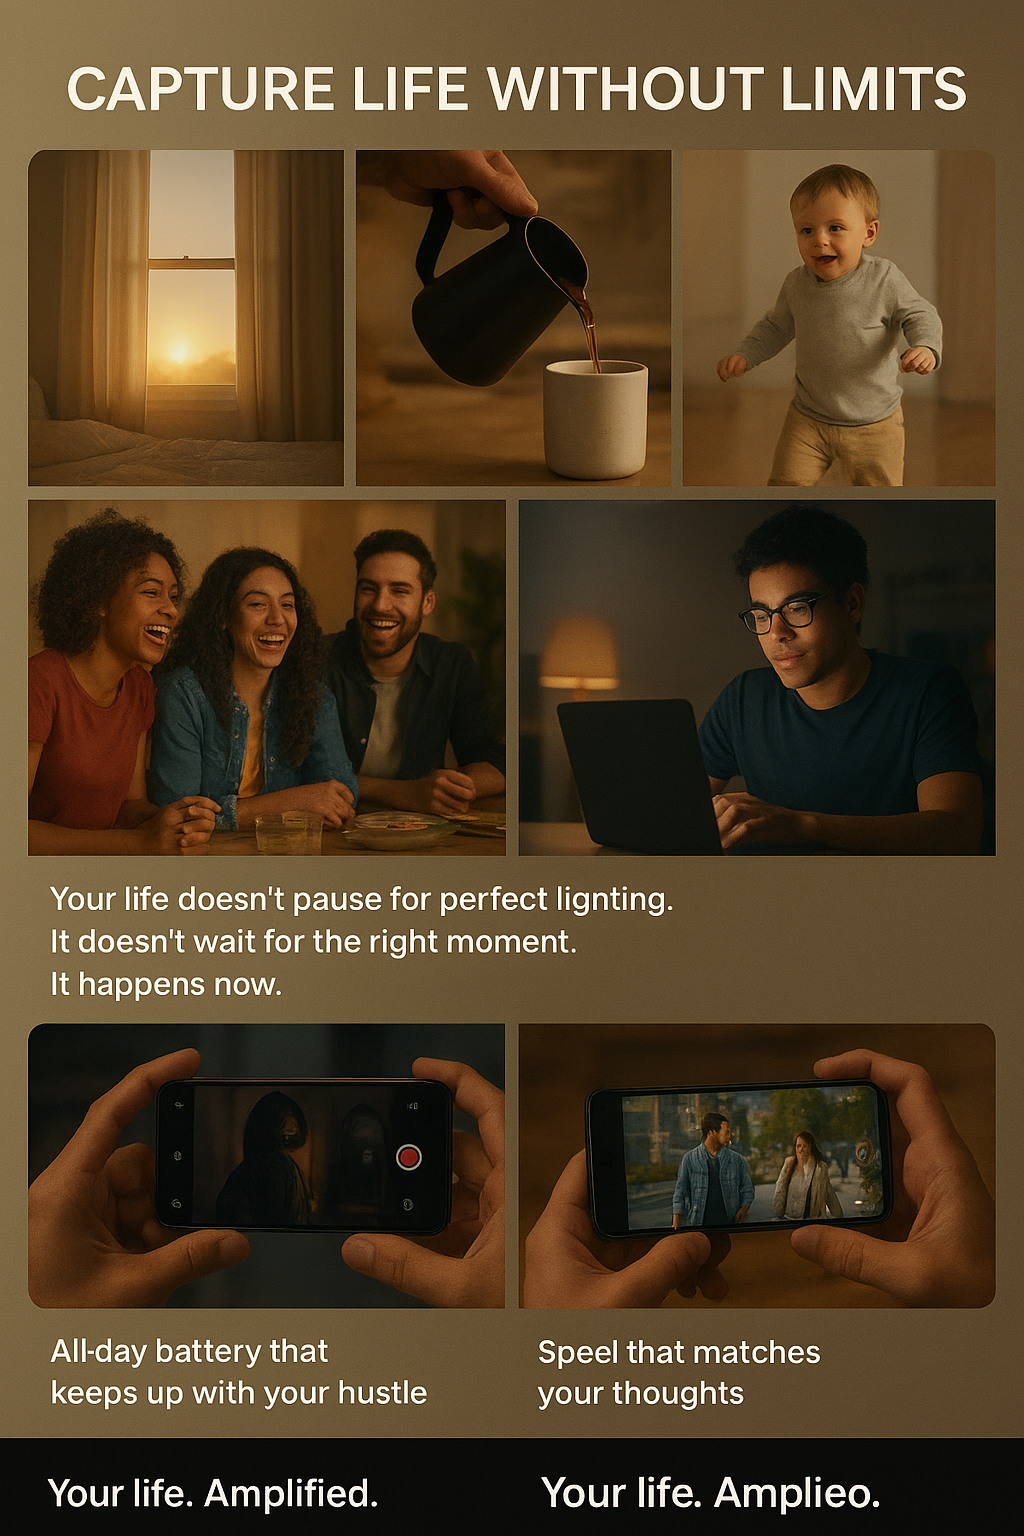 CAPTURE LIFE WITHOUT LIMITS
Your life doesn't pause for perfect lignting.
It doesn't wait for the right moment.
It happens now.
All-day battery that
keeps up with your hustle
Speel that matches
your thoughts
Your life. Amplified.
Your life. Amplieo.